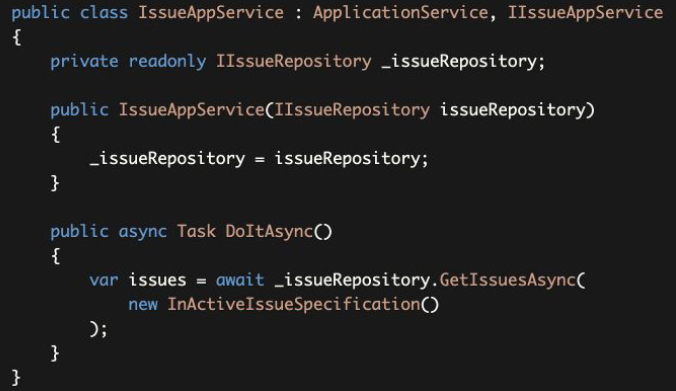 public class IssueAppService : ApplicationService, IIssueAppService
{
    private readonly IIssueRepository _issueRepository;

    public IssueAppService(IIssueRepository issueRepository)
    {
        _issueRepository = issueRepository;
    }

    public async Task DoItAsync()
    {
        var issues = await _issueRepository.GetIssuesAsync(
            new InActiveIssueSpecification()
        );
    }
}